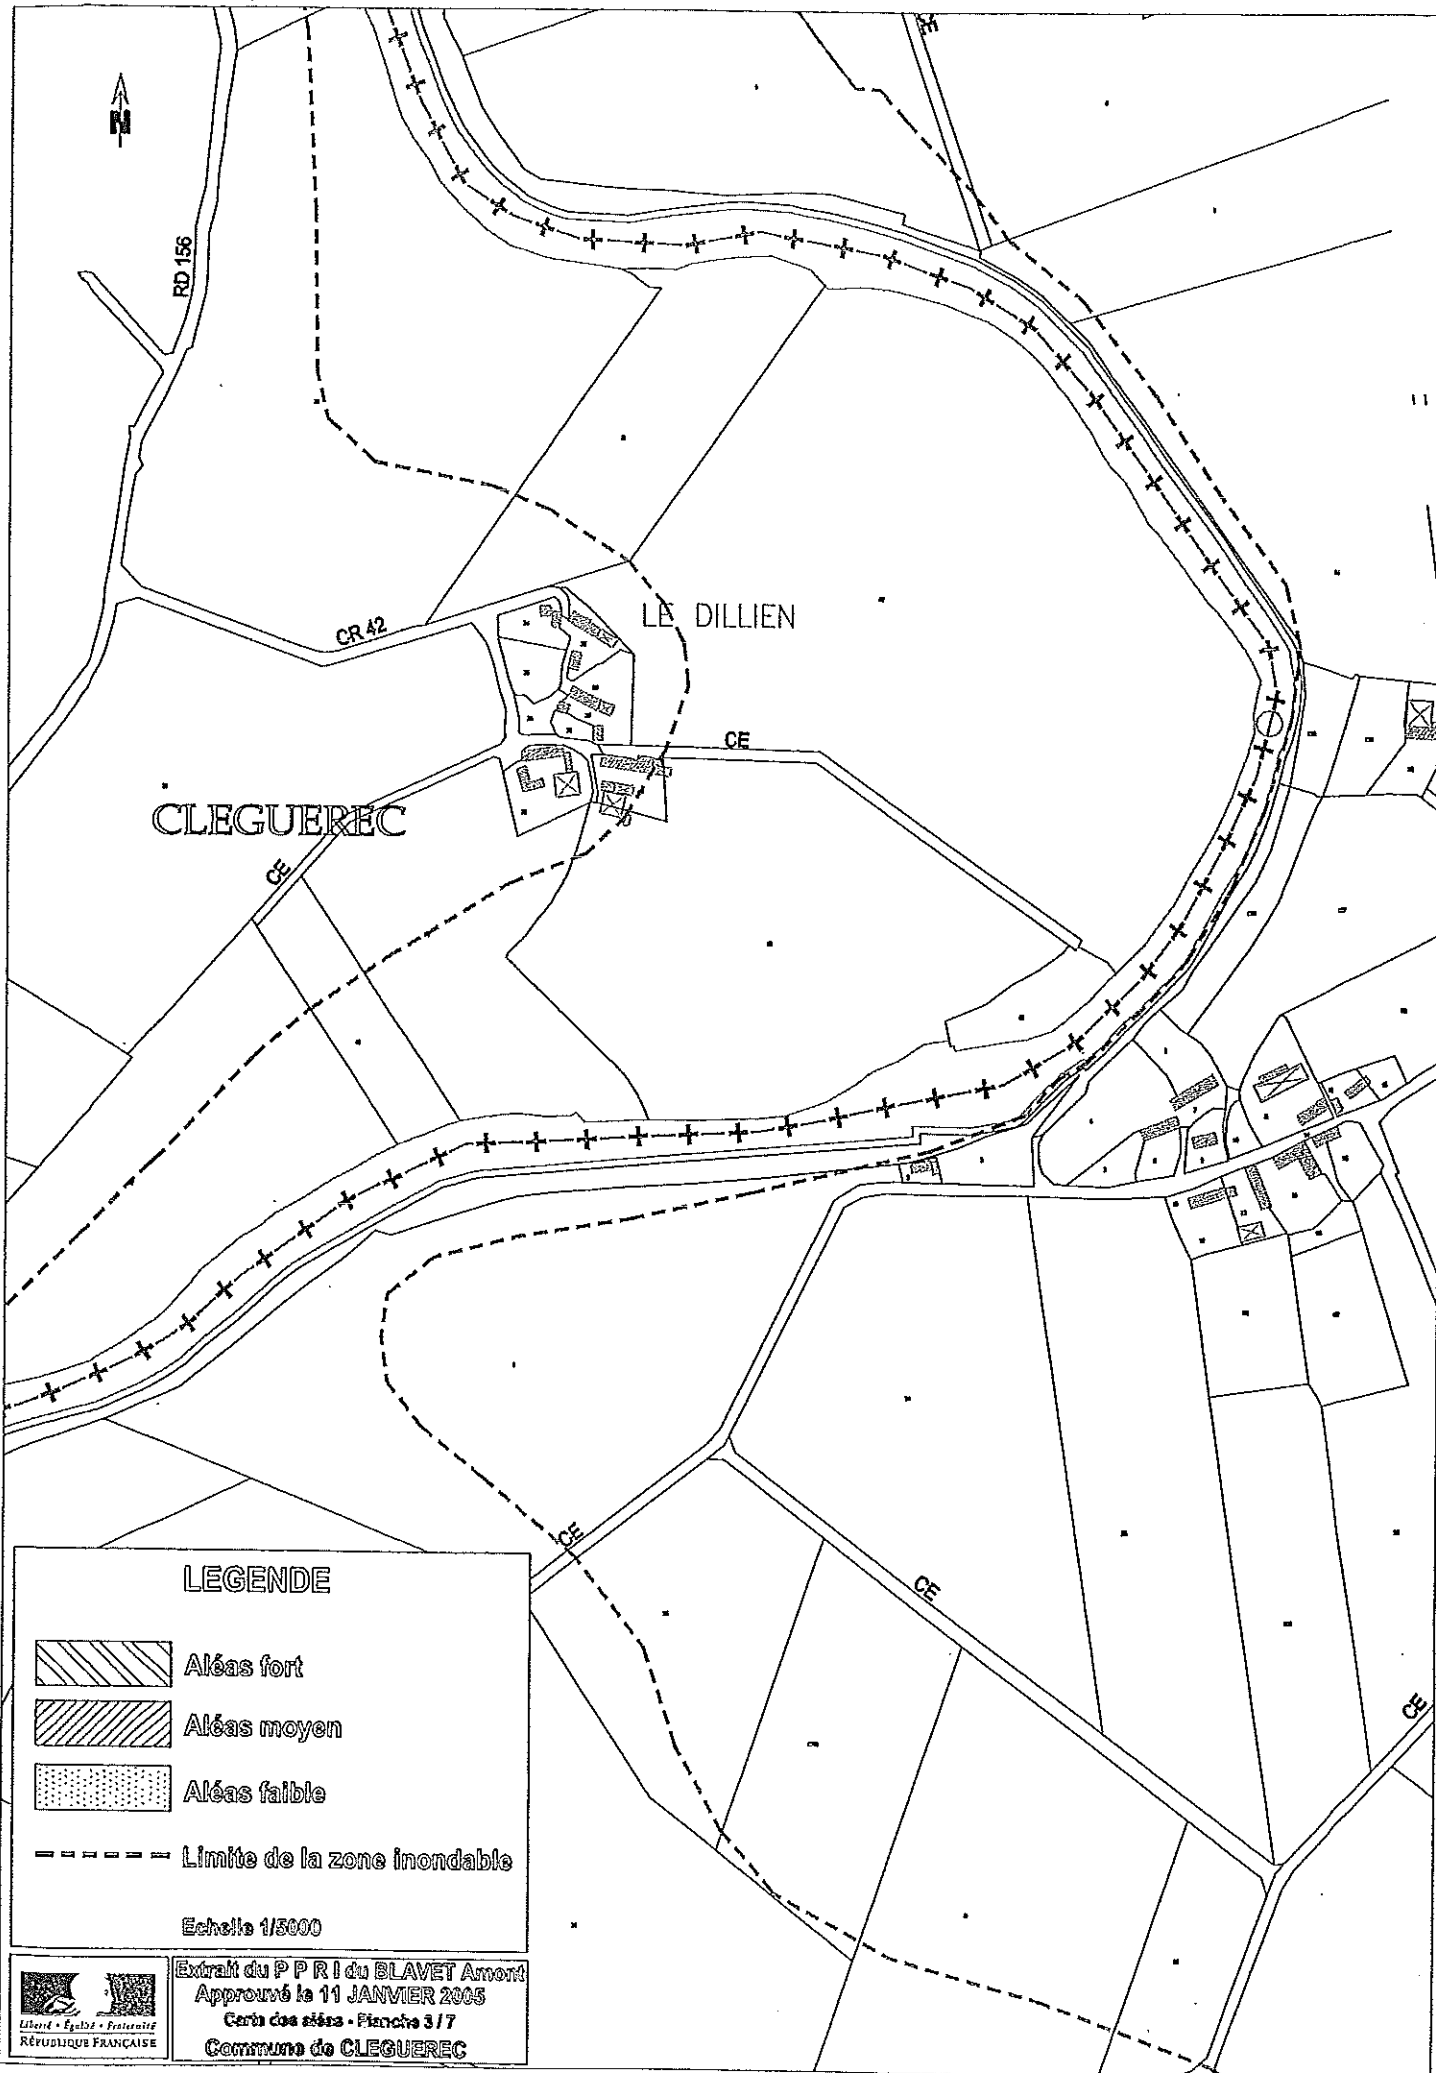 CE
N
RD 156
CR 42
LE DILLIEN
CE
CLEGUEREC
CE
CE
CE
CE
LEGENDE
Aléas fort
Aléas moyen
Aléas faible
Limite de la zone inondable
Echelle 1/5000
Liberté • Égalité • Fraternité
RÉPUBLIQUE FRANÇAISE
Extrait du P P R I du BLAVET Amont
Approuvé le 11 JANVIER 2005
Carte des aléas - Planche 3 / 7
Commune de CLEGUEREC